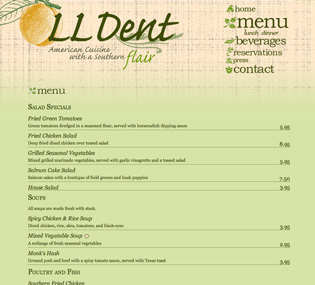 LL Dent
American Cuisine
with a Southern flair
home
menu
lunch dinner
beverages
reservations
press
contact
menu
Salad Specials
Fried Green Tomatoes
Green tomatoes dredged in a seasoned flour, served with horseradish dipping sauce 5.95
Fried Chicken Salad
Deep fried diced chicken over tossed salad 8.95
Grilled Seasonal Vegetables
Mixed grilled marinade vegetables, served with garlic vinagrette and a tossed salad 5.95
Salmon Cake Salad
Salmon cakes with a boutique of field greens and hush puppies 7.50
House Salad 3.95
Soups
All soups are made fresh with stock.
Spicy Chicken & Rice Soup
Diced chicken, rice, okra, tomatoes, and black-eyes 3.95
Mixed Vegetable Soup
A melange of fresh seasonal vegetables 2.95
Monk's Hash
Ground pork and beef with a spicy tomato sauce, served with Texas toast 3.95
Poultry and Fish
Southern Fried Chicken